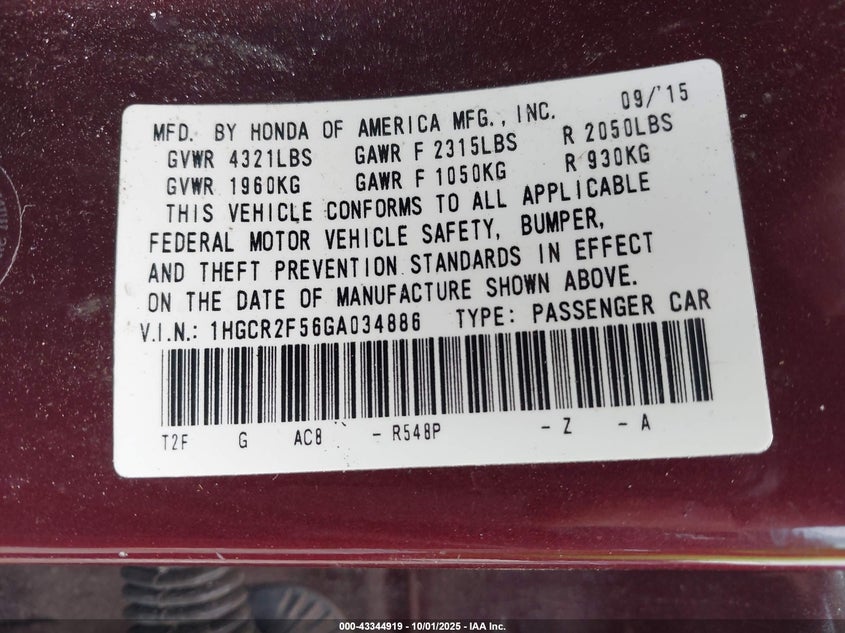 09/'15
MFD. BY HONDA OF AMERICA MFG., INC.
GVWR 4321LBS GAWR F 2315LBS R 2050LBS
GVWR 1960KG GAWR F 1050KG R 930KG
THIS VEHICLE CONFORMS TO ALL APPLICABLE
FEDERAL MOTOR VEHICLE SAFETY, BUMPER,
AND THEFT PREVENTION STANDARDS IN EFFECT
ON THE DATE OF MANUFACTURE SHOWN ABOVE.
V.I.N.: 1HGCR2F56GA034886 TYPE: PASSENGER CAR
T2F G AC8 - R548P - Z - A
000-43344919 - 10/01/2025 - IAA Inc.